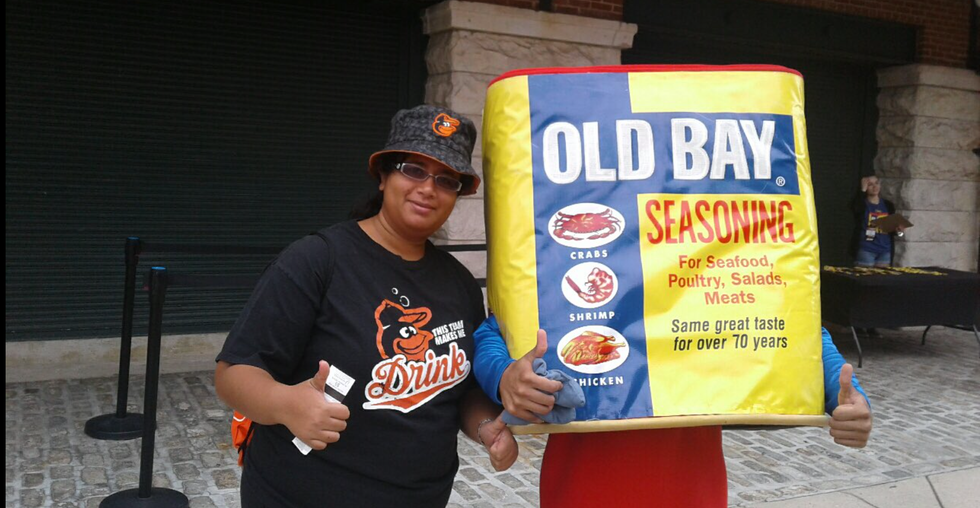 THIS TEAM
MAKES ME
Drink
OLD BAY®
SEASONING
For Seafood,
Poultry, Salads,
Meats
Same great taste
for over 70 years
CRABS
SHRIMP
CHICKEN